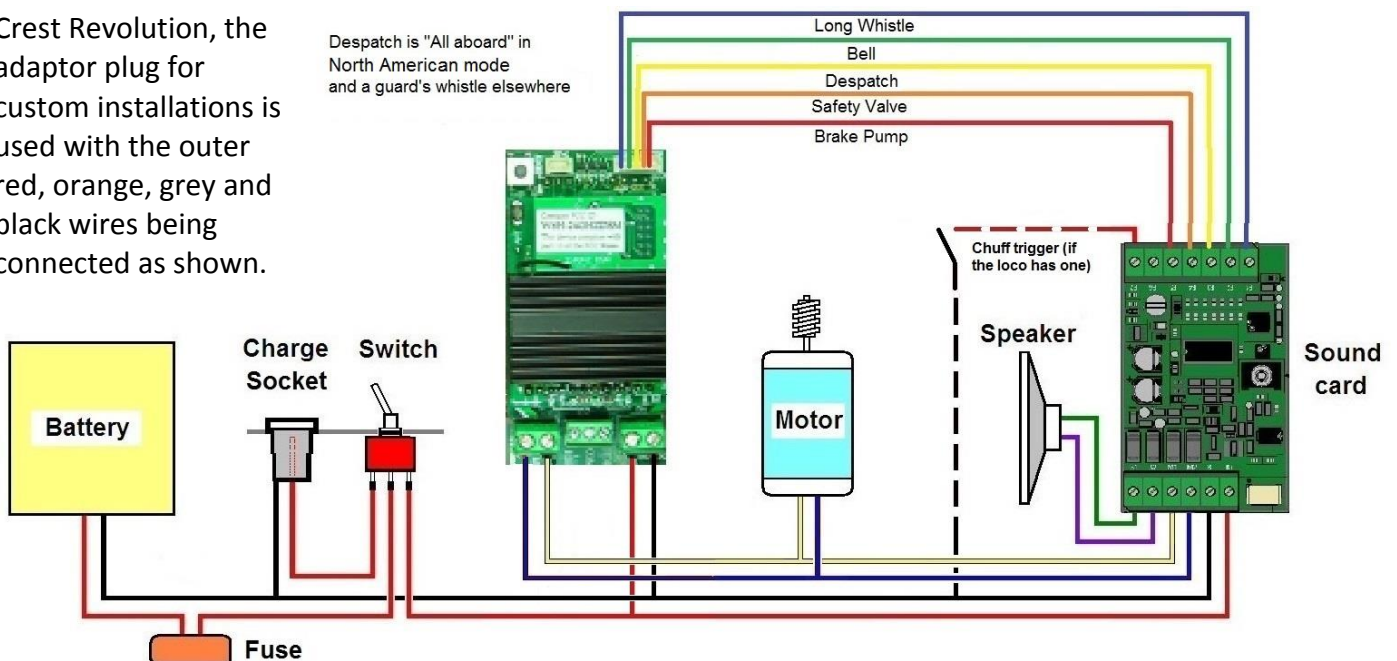 Crest Revolution, the
adaptor plug for
custom installations is
used with the outer
red, orange, grey and
black wires being
connected as shown.
Despatch is "All aboard" in
North American mode
and a guard's whistle elsewhere
Long Whistle
Bell
Despatch
Safety Valve
Brake Pump
Chuff trigger (if
the loco has one)
Battery
Charge
Socket
Switch
Motor
Speaker
Sound
card
Fuse